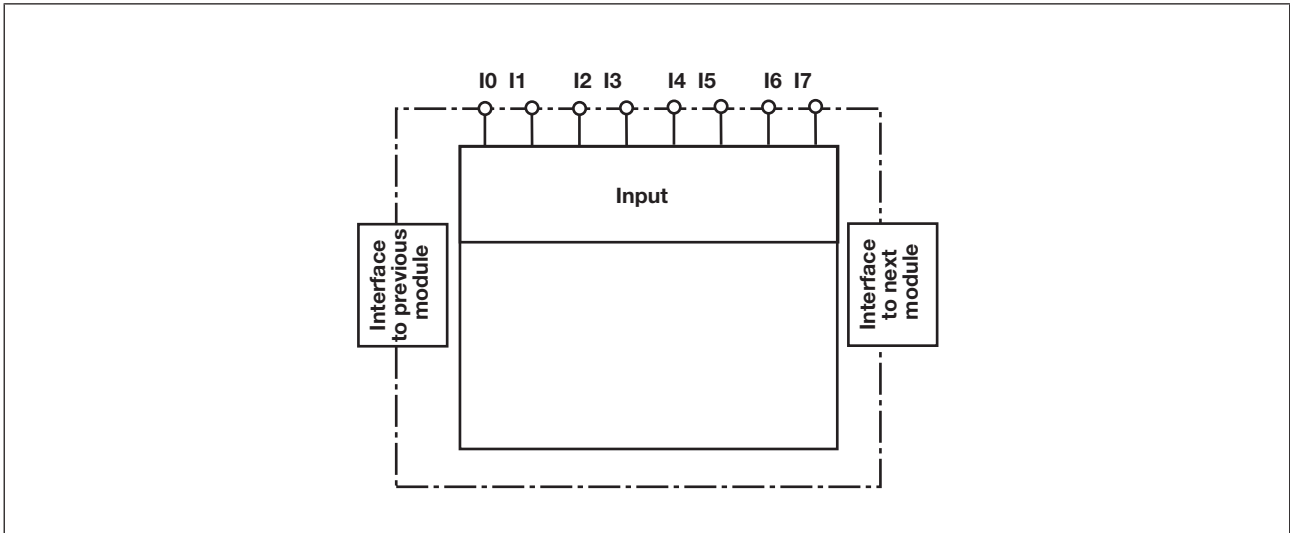 I0 I1 I2 I3 I4 I5 I6 I7
Input
Interface
to previous
module
Interface
to next
module